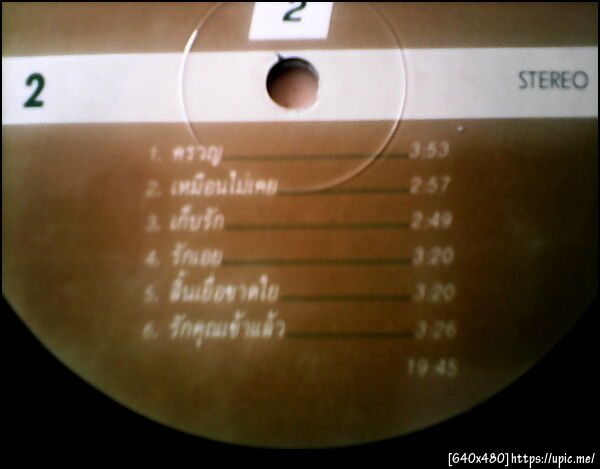 2
2 STEREO
1. ครวญ 3:53
2. เหมือนไม่เคย 2:57
3. เก็บรัก 2:49
4. รักเอย 3:20
5. สิ้นเยื่อขาดใย 3:20
6. รักคุณเข้าแล้ว 3:26
19:45
[640x480]https://upic.me/